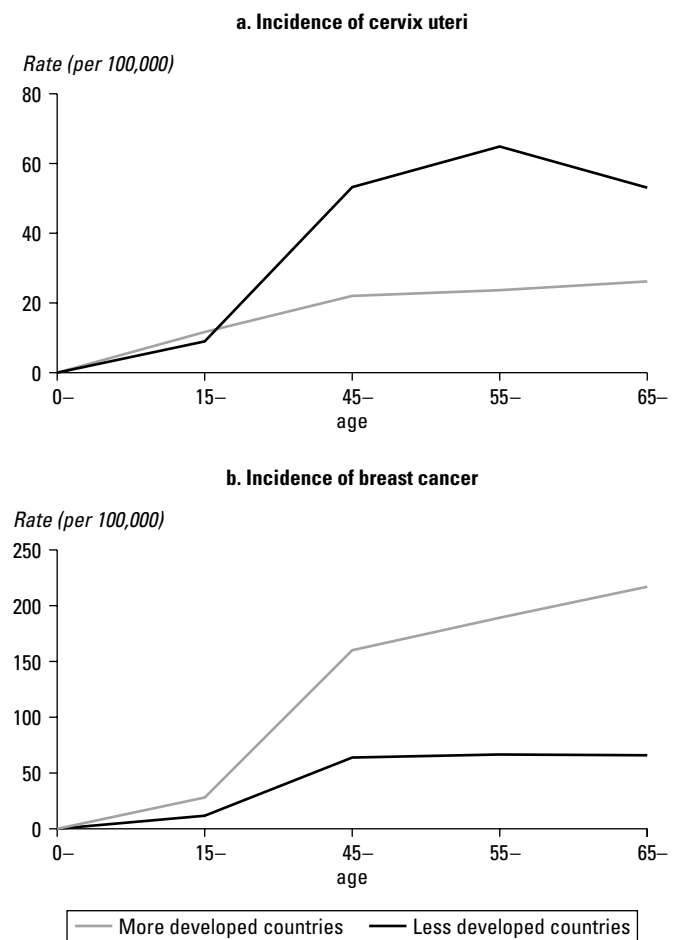 a. Incidence of cervix uteri
Rate (per 100,000)
80
60
40
20
0
0– 15– 45– 55– 65–
age
b. Incidence of breast cancer
Rate (per 100,000)
250
200
150
100
50
0
0– 15– 45– 55– 65–
age
More developed countries Less developed countries